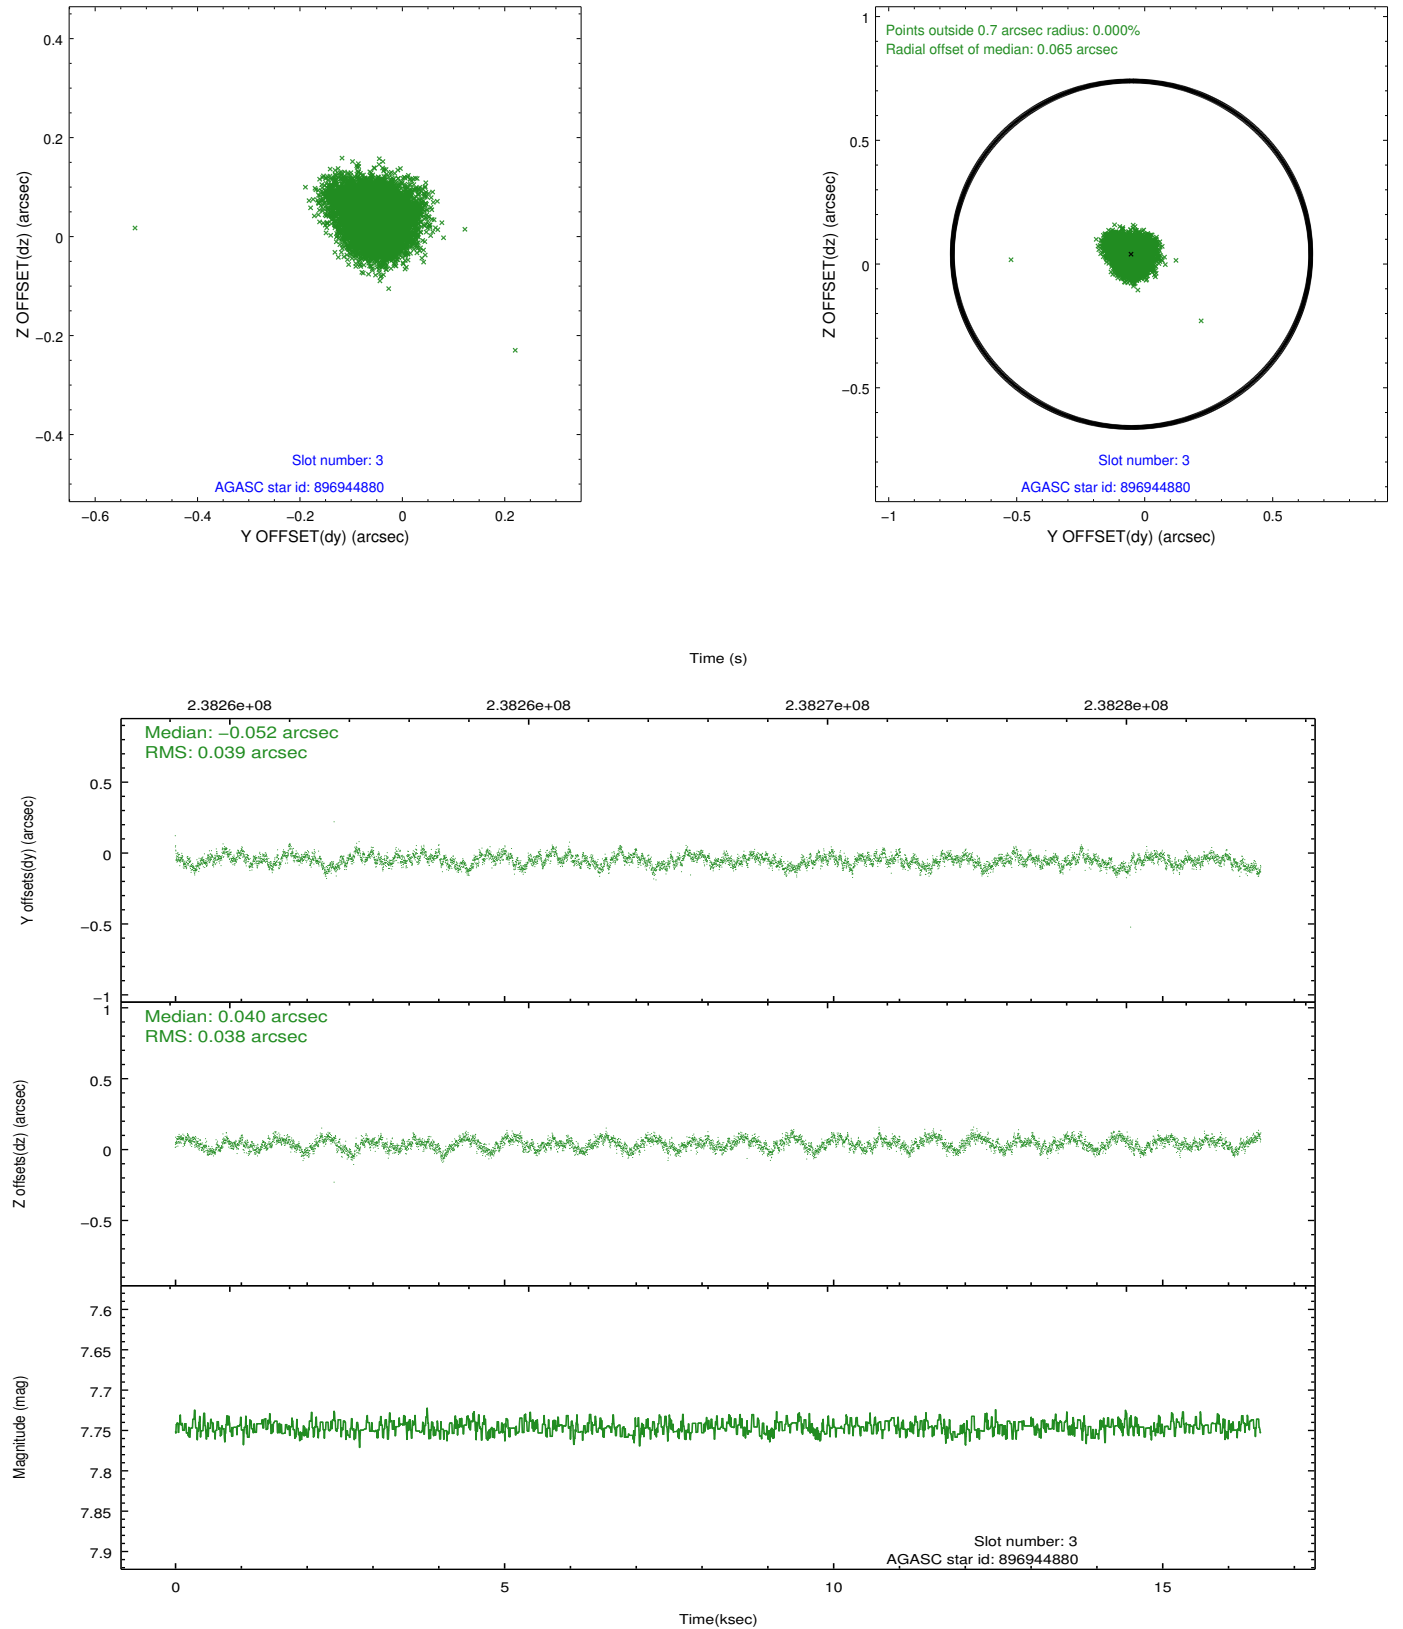 0.4
0.2
0
−0.2
−0.4
Z OFFSET(dz) (arcsec)
Slot number: 3
AGASC star id: 896944880
−0.6 −0.4 −0.2 0 0.2
Y OFFSET(dy) (arcsec)
Points outside 0.7 arcsec radius: 0.000%
Radial offset of median: 0.065 arcsec
1
0.5
0
−0.5
Z OFFSET(dz) (arcsec)
Slot number: 3
AGASC star id: 896944880
−1 −0.5 0 0.5
Y OFFSET(dy) (arcsec)
Time (s)
2.3826e+08 2.3826e+08 2.3827e+08 2.3828e+08
Median: −0.052 arcsec
RMS: 0.039 arcsec
0.5
0
−0.5
−1
Y offsets(dy) (arcsec)
Median: 0.040 arcsec
RMS: 0.038 arcsec
1
0.5
0
−0.5
Z offsets(dz) (arcsec)
7.6
7.65
7.7
7.75
7.8
7.85
7.9
Magnitude (mag)
Slot number: 3
AGASC star id: 896944880
0 5 10 15
Time(ksec)